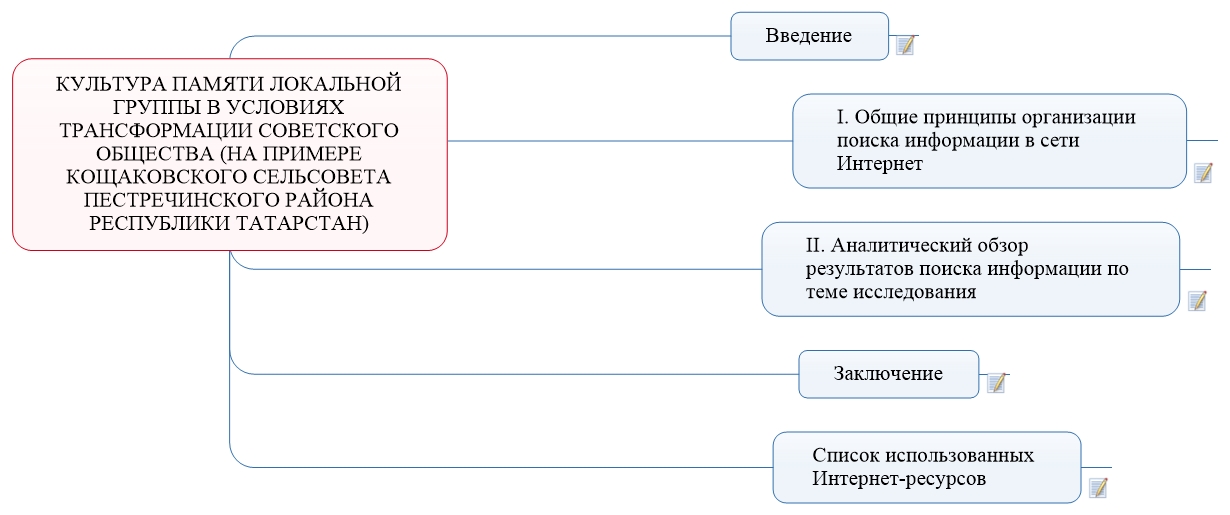 КУЛЬТУРА ПАМЯТИ ЛОКАЛЬНОЙ
ГРУППЫ В УСЛОВИЯХ
ТРАНСФОРМАЦИИ СОВЕТСКОГО
ОБЩЕСТВА (НА ПРИМЕРЕ
КОЩАКОВСКОГО СЕЛЬСОВЕТА
ПЕСТРЕЧИНСКОГО РАЙОНА
РЕСПУБЛИКИ ТАТАРСТАН)
Введение
I. Общие принципы организации
поиска информации в сети
Интернет
II. Аналитический обзор
результатов поиска информации по
теме исследования
Заключение
Список использованных
Интернет-ресурсов